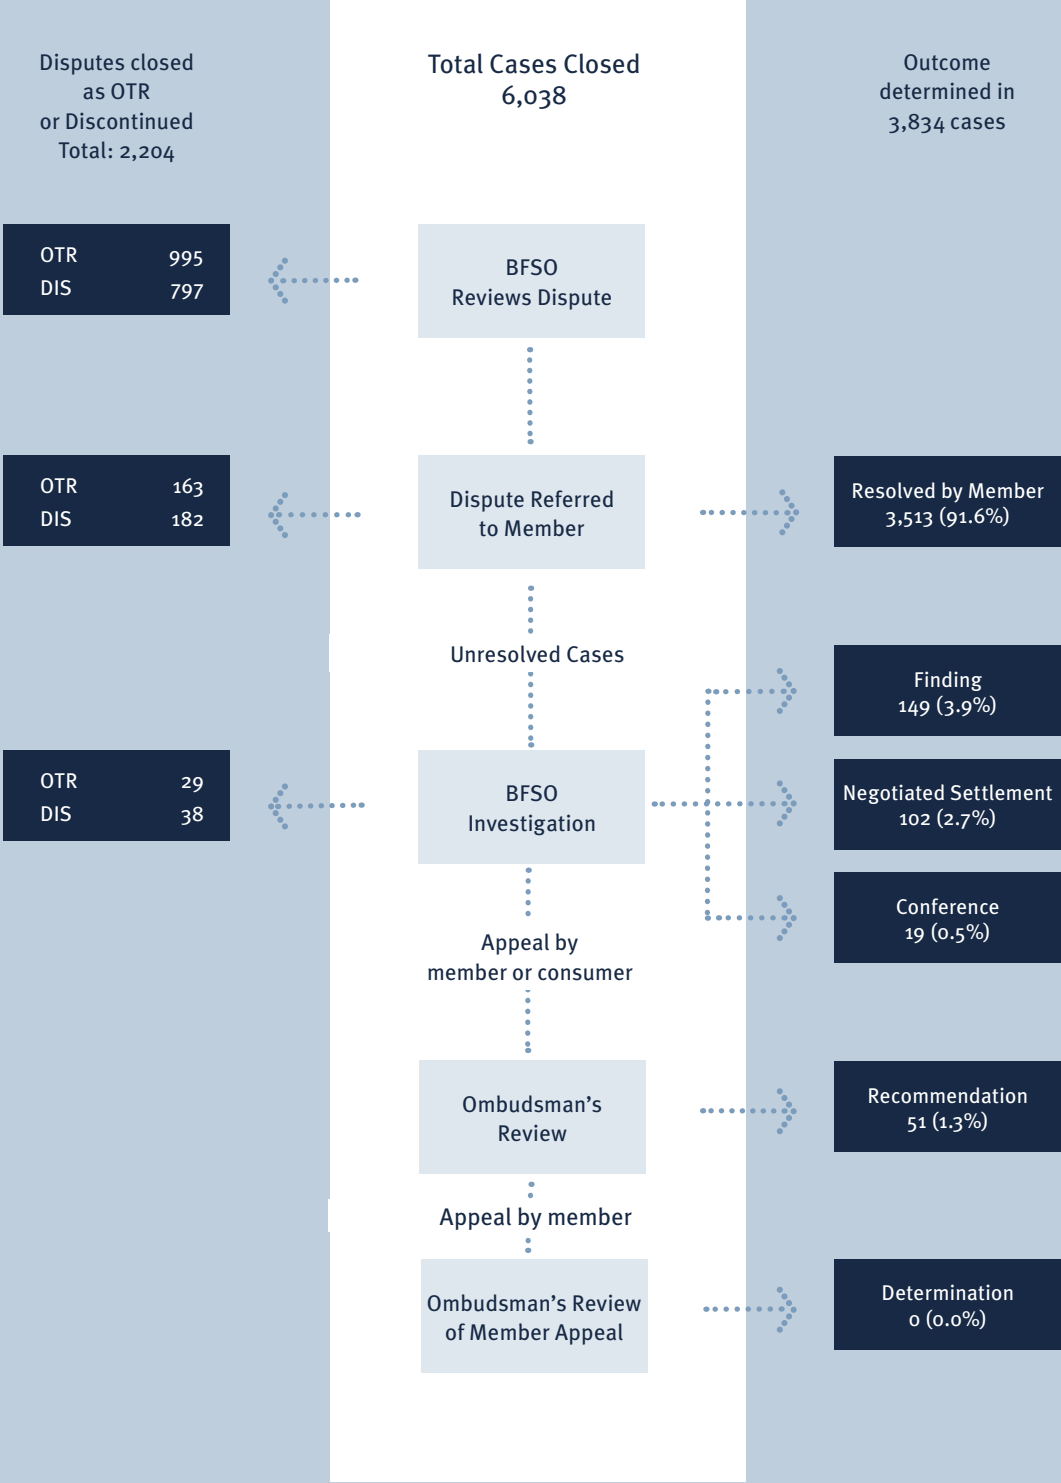 Disputes closed
as OTR
or Discontinued
Total: 2,204
Total Cases Closed
6,038
Outcome
determined in
3,834 cases
OTR 995
DIS 797
BFSO
Reviews Dispute
OTR 163
DIS 182
Dispute Referred
to Member
Resolved by Member
3,513 (91.6%)
Unresolved Cases
Finding
149 (3.9%)
OTR 29
DIS 38
BFSO
Investigation
Negotiated Settlement
102 (2.7%)
Conference
19 (0.5%)
Appeal by
member or consumer
Ombudsman’s
Review
Recommendation
51 (1.3%)
Appeal by member
Ombudsman’s Review
of Member Appeal
Determination
0 (0.0%)